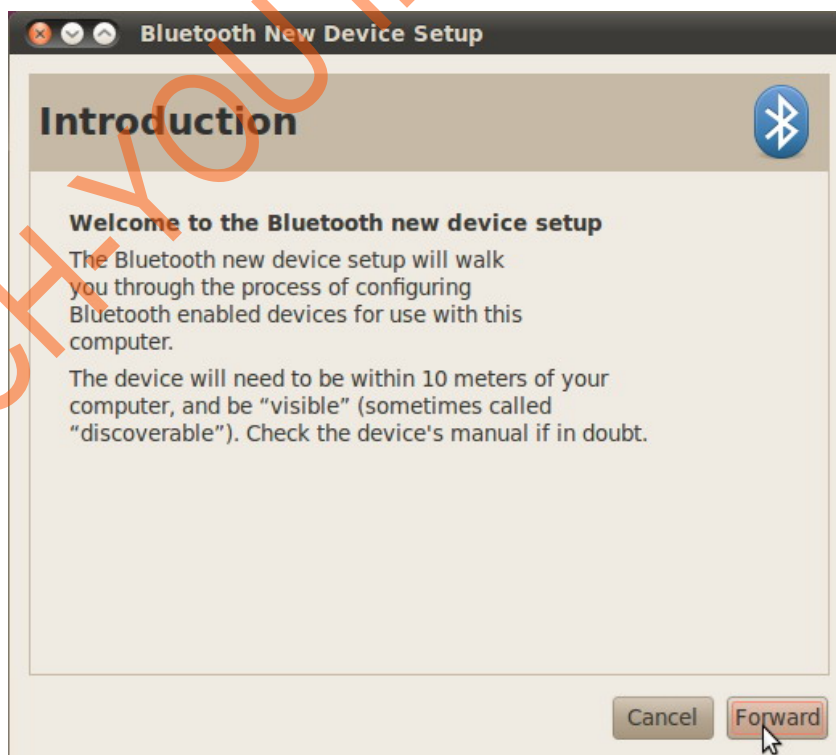 Bluetooth New Device Setup
Introduction
Welcome to the Bluetooth new device setup
The Bluetooth new device setup will walk
you through the process of configuring
Bluetooth enabled devices for use with this
computer.
The device will need to be within 10 meters of your
computer, and be “visible” (sometimes called
“discoverable”). Check the device's manual if in doubt.
Cancel Forward